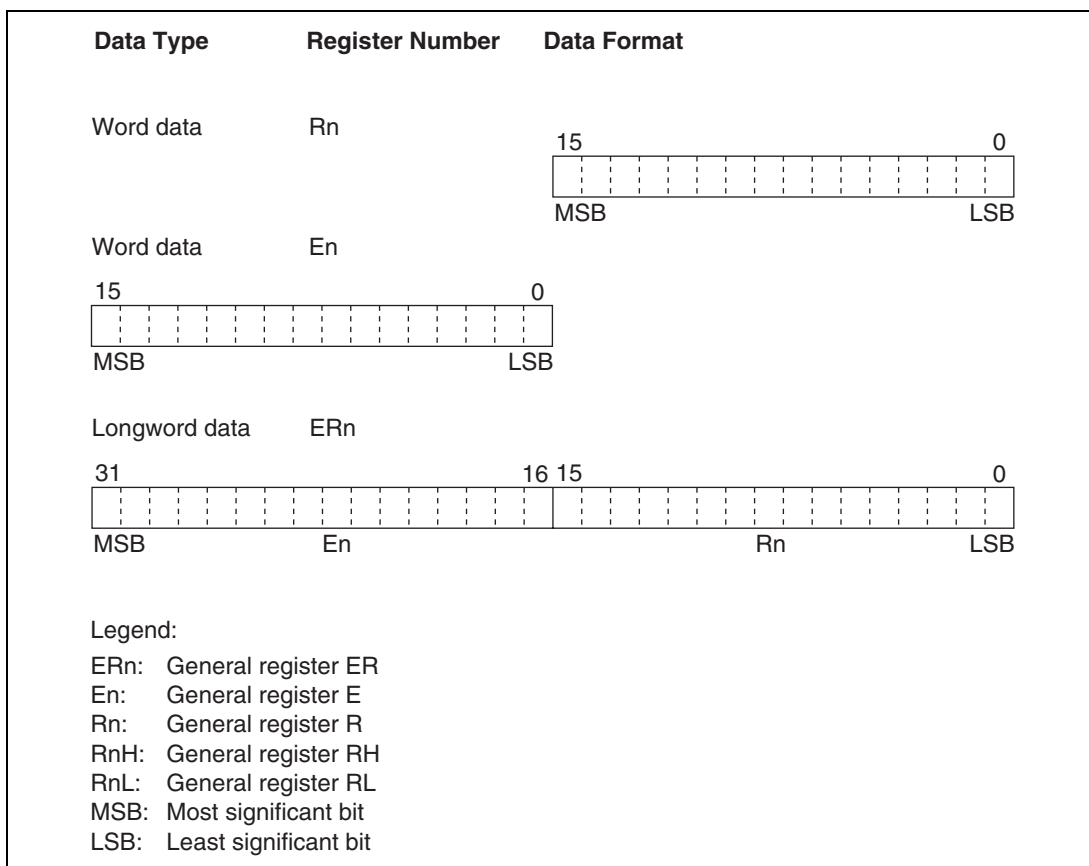 Data Type Register Number Data Format
Word data Rn
15 0
MSB LSB
Word data En
15 0
MSB LSB
Longword data ERn
31 16 15 0
MSB En Rn LSB
Legend:
ERn: General register ER
En: General register E
Rn: General register R
RnH: General register RH
RnL: General register RL
MSB: Most significant bit
LSB: Least significant bit